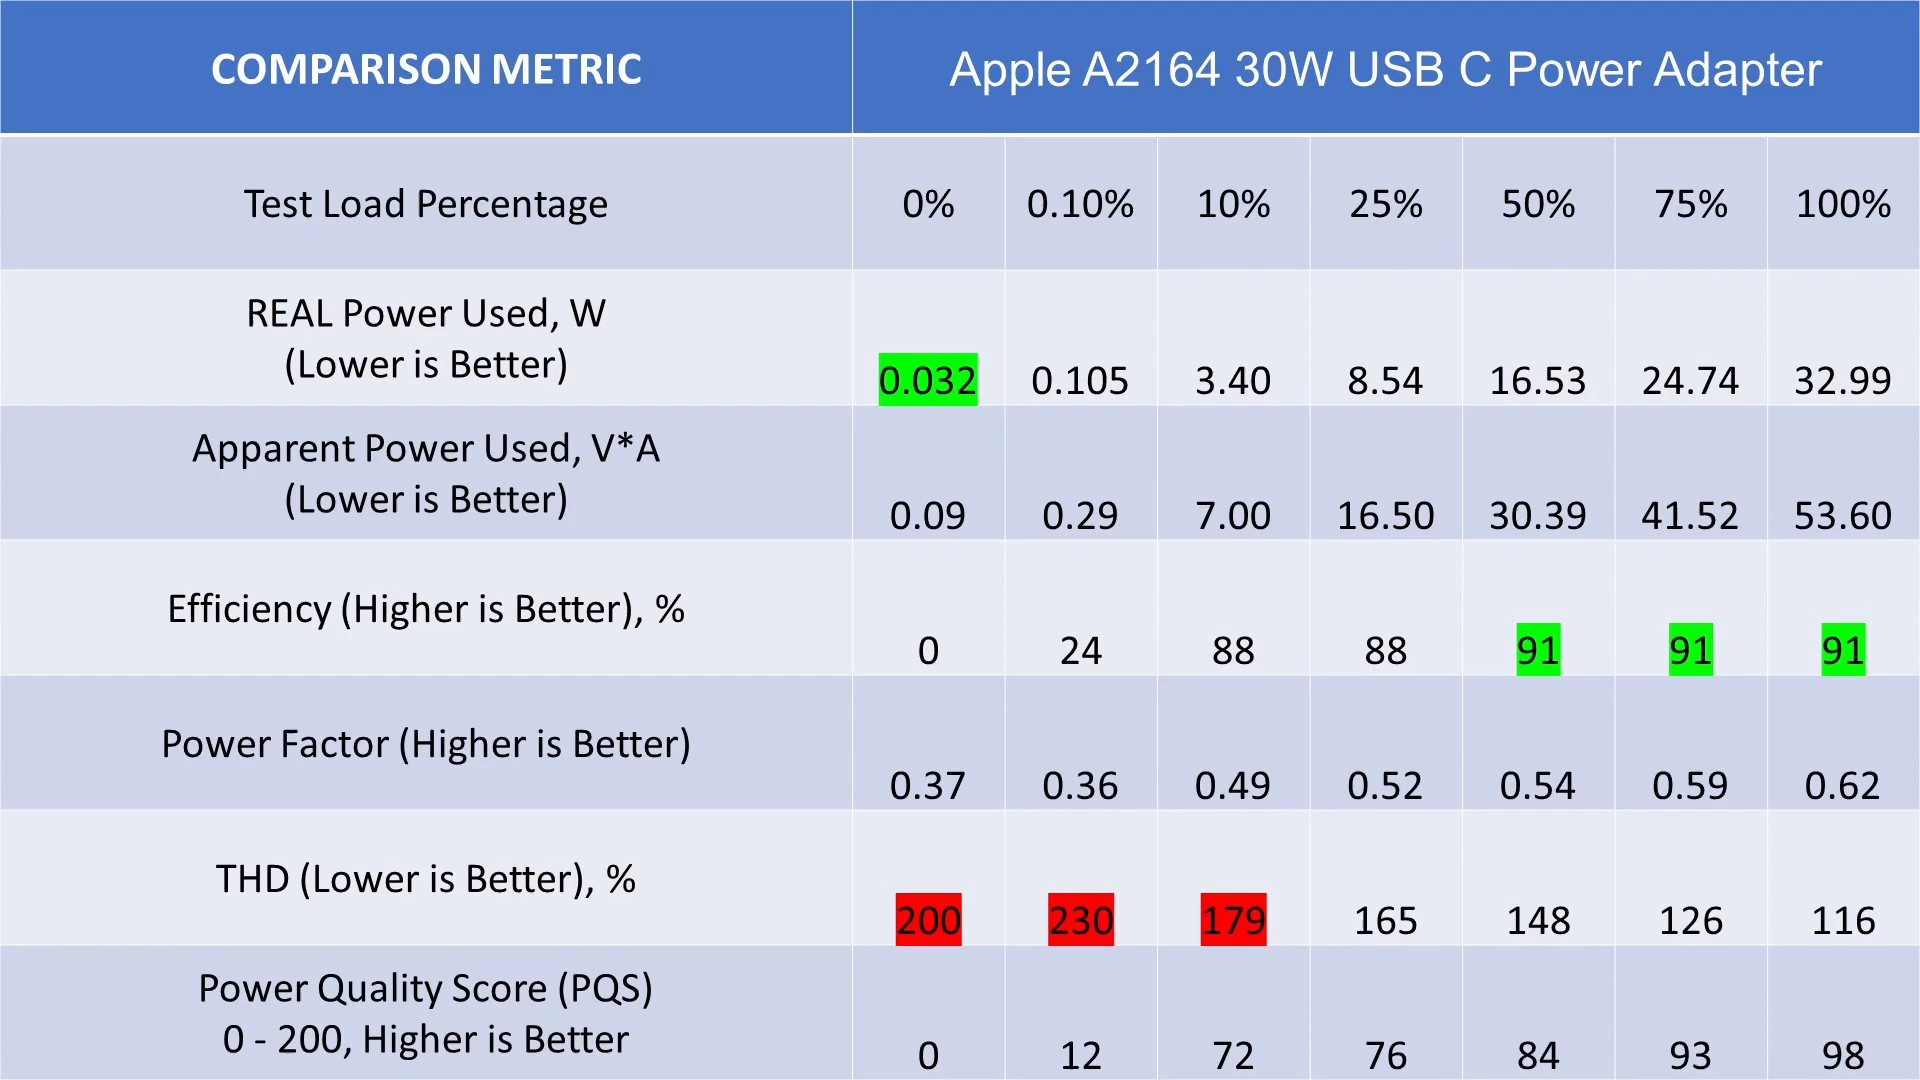 COMPARISON METRIC Apple A2164 30W USB C Power Adapter
Test Load Percentage 0% 0.10% 10% 25% 50% 75% 100%
REAL Power Used, W
(Lower is Better) 0.032 0.105 3.40 8.54 16.53 24.74 32.99
Apparent Power Used, V*A
(Lower is Better) 0.09 0.29 7.00 16.50 30.39 41.52 53.60
Efficiency (Higher is Better), % 0 24 88 88 91 91 91
Power Factor (Higher is Better) 0.37 0.36 0.49 0.52 0.54 0.59 0.62
THD (Lower is Better), % 200 230 179 165 148 126 116
Power Quality Score (PQS)
0 - 200, Higher is Better 0 12 72 76 84 93 98